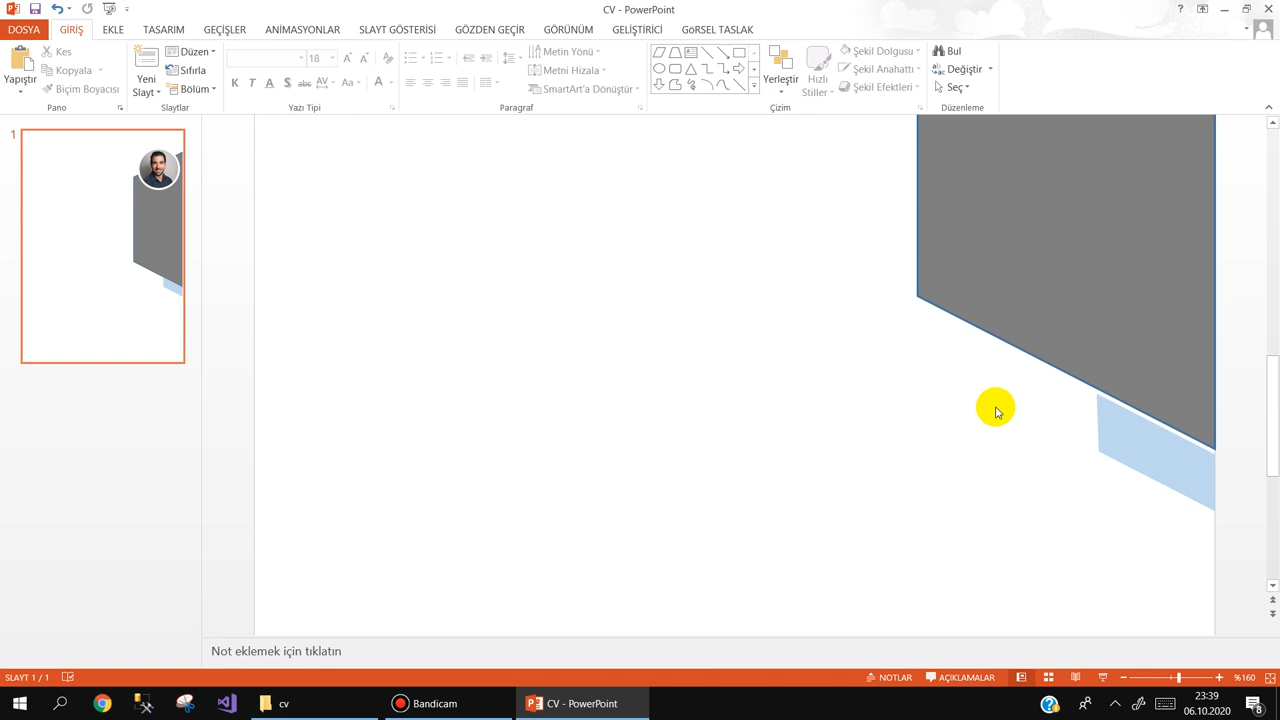 CV - PowerPoint
DOSYA GİRİŞ EKLE TASARIM GEÇİŞLER ANİMASYONLAR SLAYT GÖSTERİSİ GÖZDEN GEÇİR GÖRÜNÜM GELİŞTİRİCİ GöRSEL TASLAK
Yapıştır
Kes
Kopyala
Biçim Boyacısı
Pano
Yeni
Slayt
Düzen
Sıfırla
Bölüm
Slaytlar
18
K T A S abc AV Aa A
Yazı Tipi
Metin Yönü
Metni Hizala
SmartArt'a Dönüştür
Paragraf
Yerleştir
Hızlı
Stiller
Şekil Dolgusu
Şekil Anahattı
Şekil Efektleri
Çizim
Bul
Değiştir
Seç
Düzenleme
1
Not eklemek için tıklatın
SLAYT 1 / 1
NOTLAR
AÇIKLAMALAR
%160
cv
Bandicam
CV - PowerPoint
23:39
06.10.2020
8